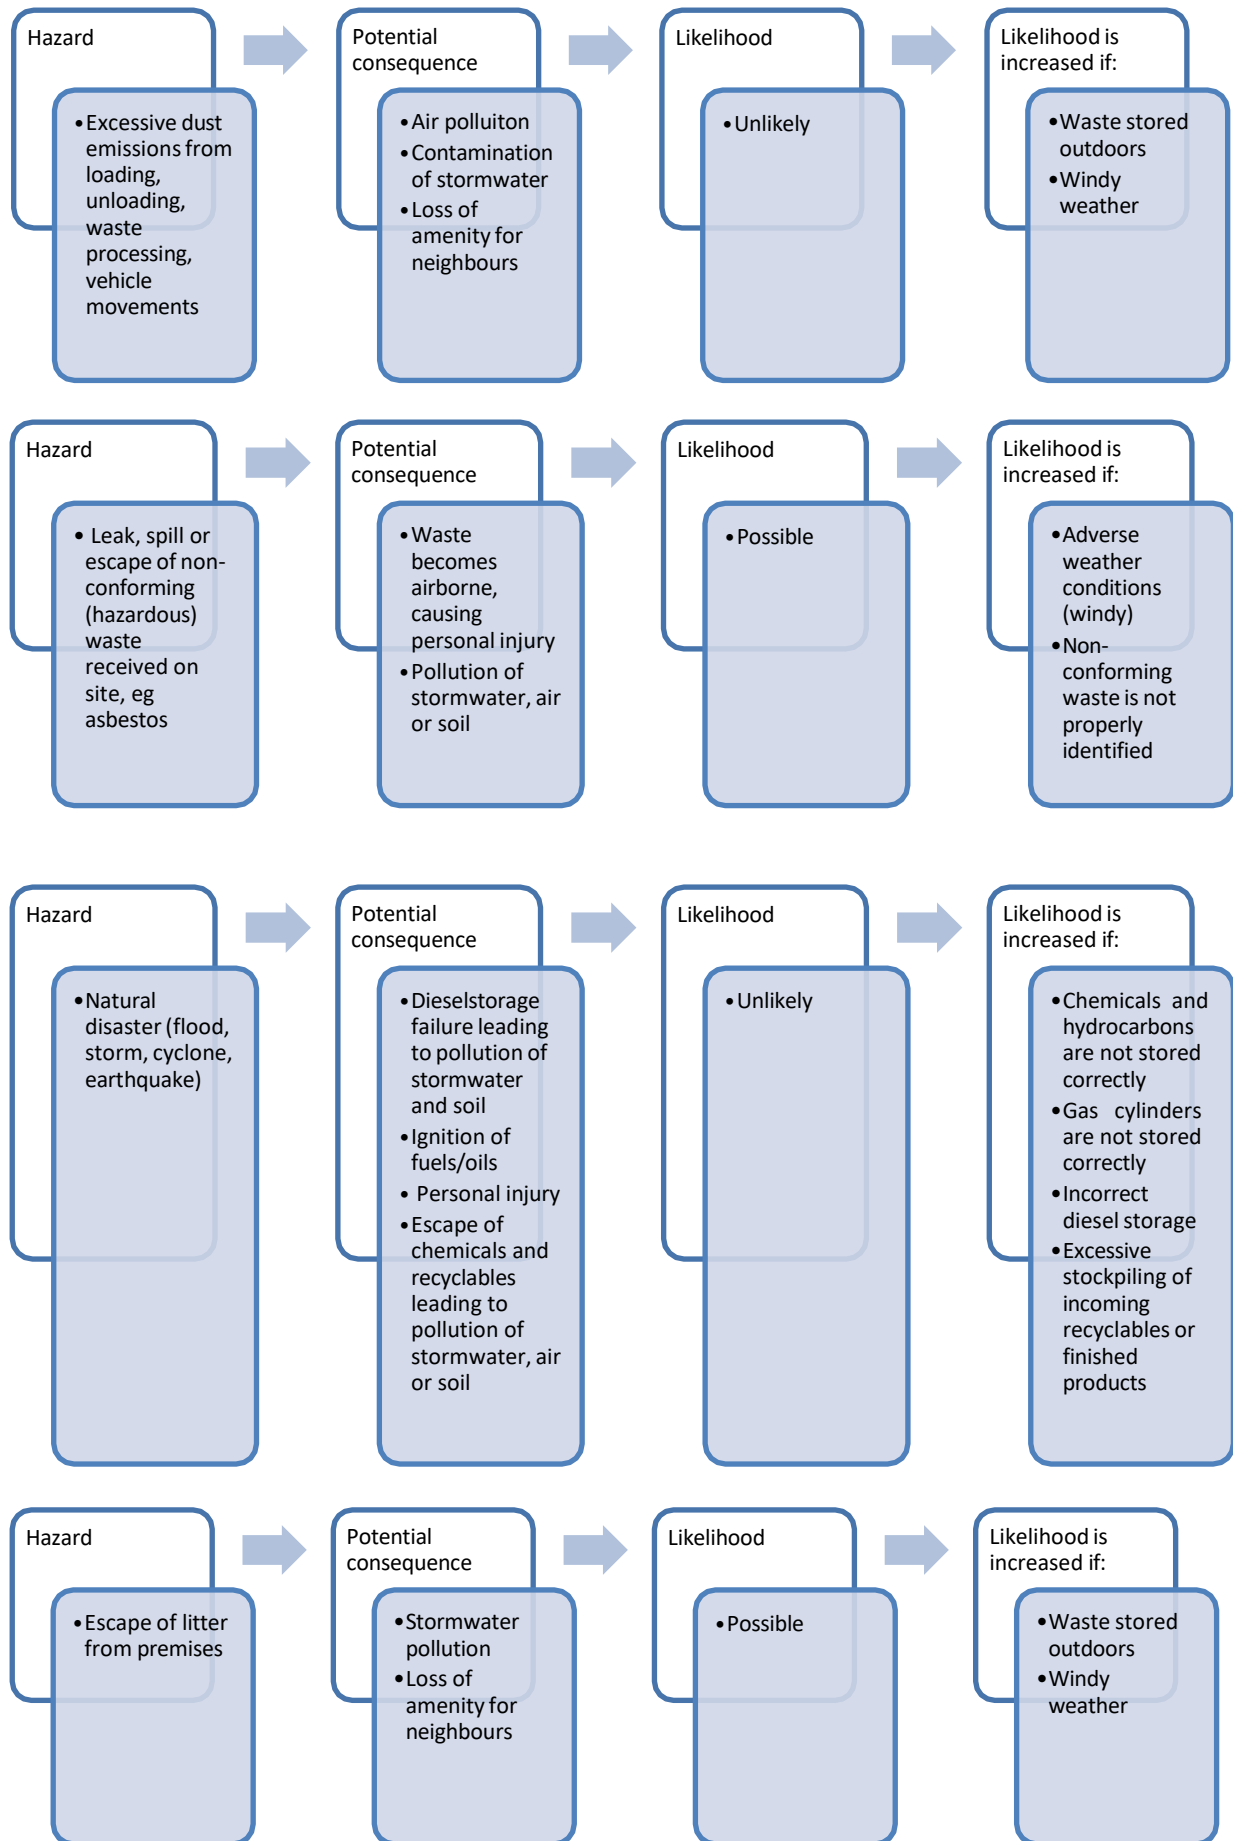 Hazard
• Excessive dust
emissions from
loading,
unloading,
waste
processing,
vehicle
movements
Potential
consequence
• Air polluiton
• Contamination
of stormwater
• Loss of
amenity for
neighbours
Likelihood
• Unlikely
Likelihood is
increased if:
• Waste stored
outdoors
• Windy
weather
Hazard
• Leak, spill or
escape of non-
conforming
(hazardous)
waste
received on
site, eg
asbestos
Potential
consequence
• Waste
becomes
airborne,
causing
personal injury
• Pollution of
stormwater, air
or soil
Likelihood
• Possible
Likelihood is
increased if:
• Adverse
weather
conditions
(windy)
• Non-
conforming
waste is not
properly
identified
Hazard
• Natural
disaster (flood,
storm, cyclone,
earthquake)
Potential
consequence
• Dieselstorage
failure leading
to pollution of
stormwater
and soil
• Ignition of
fuels/oils
• Personal injury
• Escape of
chemicals and
recyclables
leading to
pollution of
stormwater, air
or soil
Likelihood
• Unlikely
Likelihood is
increased if:
• Chemicals and
hydrocarbons
are not stored
correctly
• Gas cylinders
are not stored
correctly
• Incorrect
diesel storage
• Excessive
stockpiling of
incoming
recyclables or
finished
products
Hazard
• Escape of litter
from premises
Potential
consequence
• Stormwater
pollution
• Loss of
amenity for
neighbours
Likelihood
• Possible
Likelihood is
increased if:
• Waste stored
outdoors
• Windy
weather